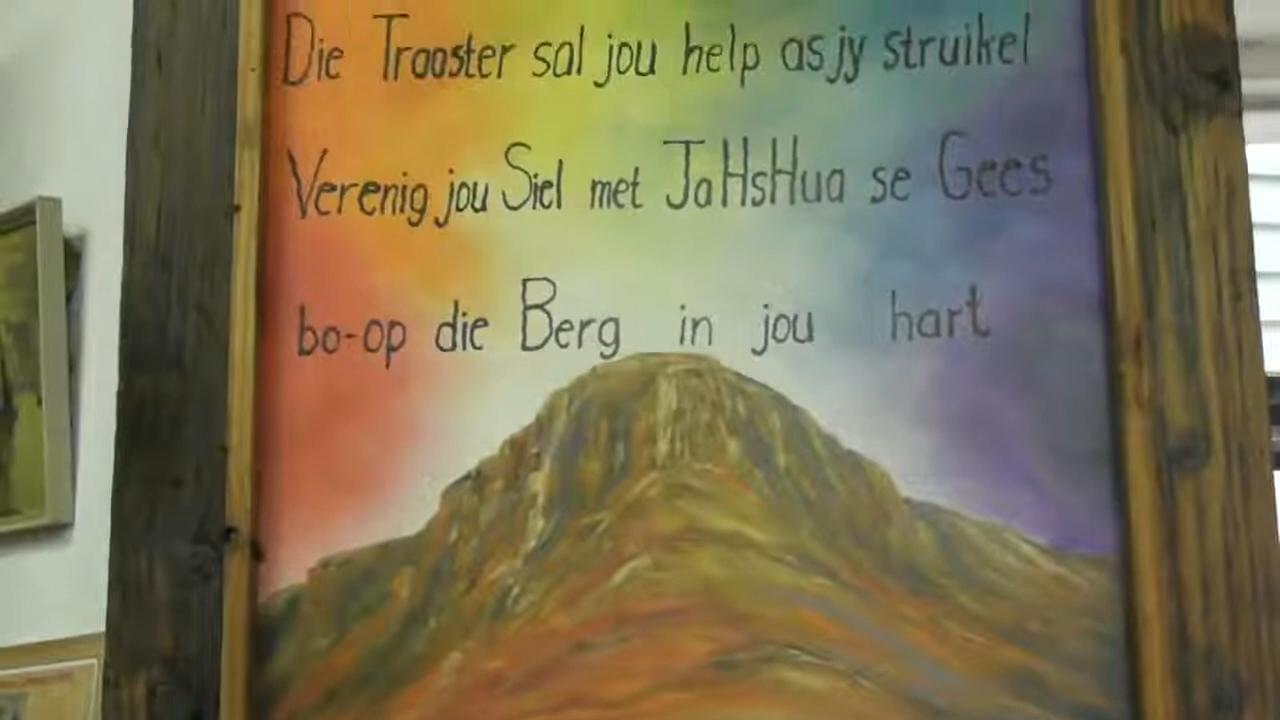 Die Trooster sal jou help as jy struikel
Verenig jou Siel met JaHsHua se Gees
bo-op die Berg in jou hart